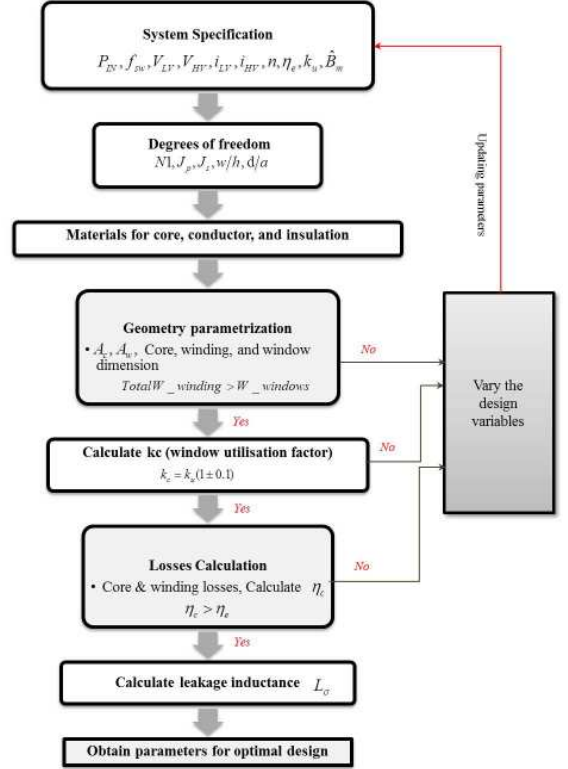 System Specification
P_IN, f_sw, V_LV, V_HV, i_LV, i_HV, n, η_e, k_u, B̂_m
Degrees of freedom
N1, J_p, J_s, w/h, d/a
Materials for core, conductor, and insulation
Geometry parametrization
• A_c, A_w, Core, winding, and window
dimension
TotalW_winding > W_windows
No
Yes
Calculate kc (window utilisation factor)
k_c = k_u(1±0.1)
No
Yes
Losses Calculation
• Core & winding losses, Calculate η_c
η_c > η_e
No
Yes
Calculate leakage inductance L_σ
Obtain parameters for optimal design
Vary the
design
variables
Updating parameters